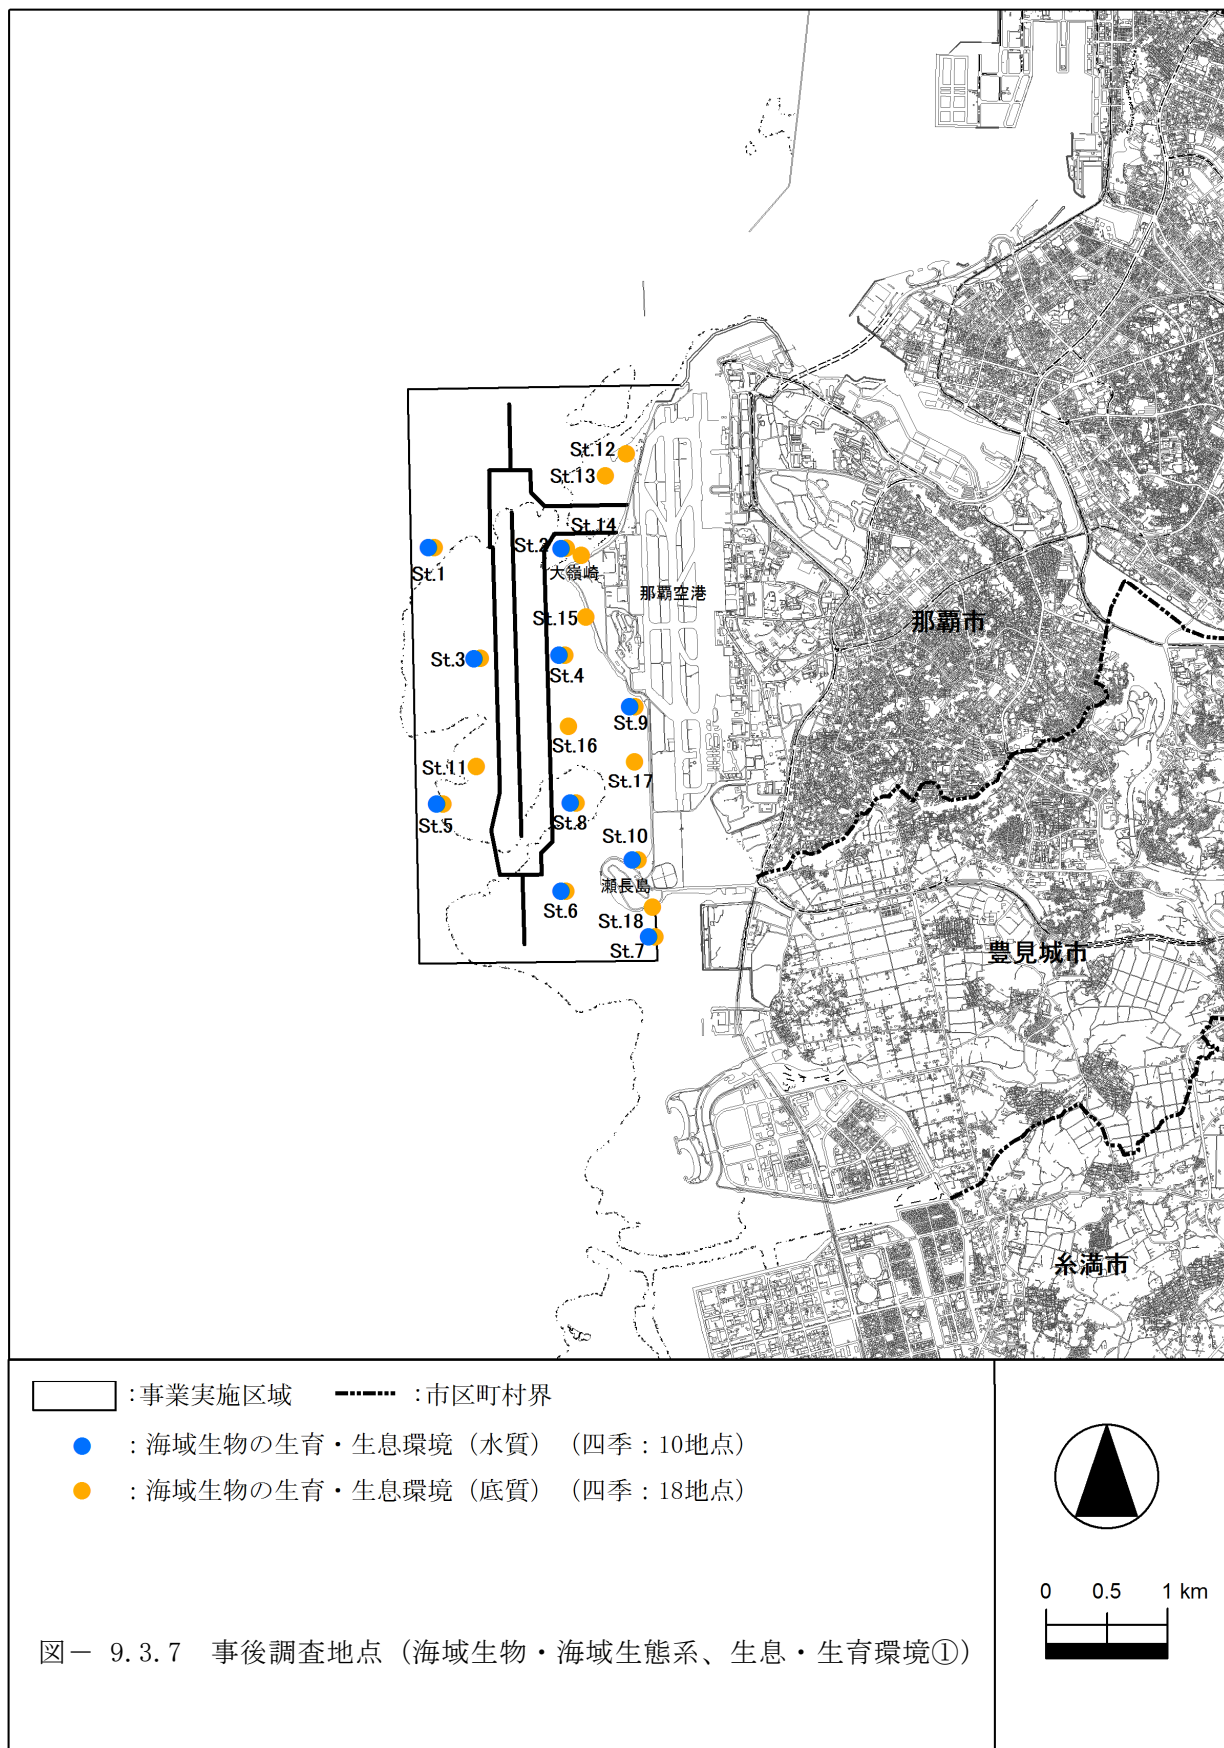 St.12
St.13
St.14
St.2
St.1
大嶺崎
那覇空港
那覇市
St.15
St.3
St.4
St.9
St.16
St.17
St.11
St.5
St.8
St.10
瀬長島
St.6
St.18
St.7
豊見城市
糸満市
：事業実施区域　：市区町村界
：海域生物の生育・生息環境（水質）（四季：10地点）
：海域生物の生育・生息環境（底質）（四季：18地点）
0 0.5 1 km
図－ 9.3.7　事後調査地点（海域生物・海域生態系、生息・生育環境①）